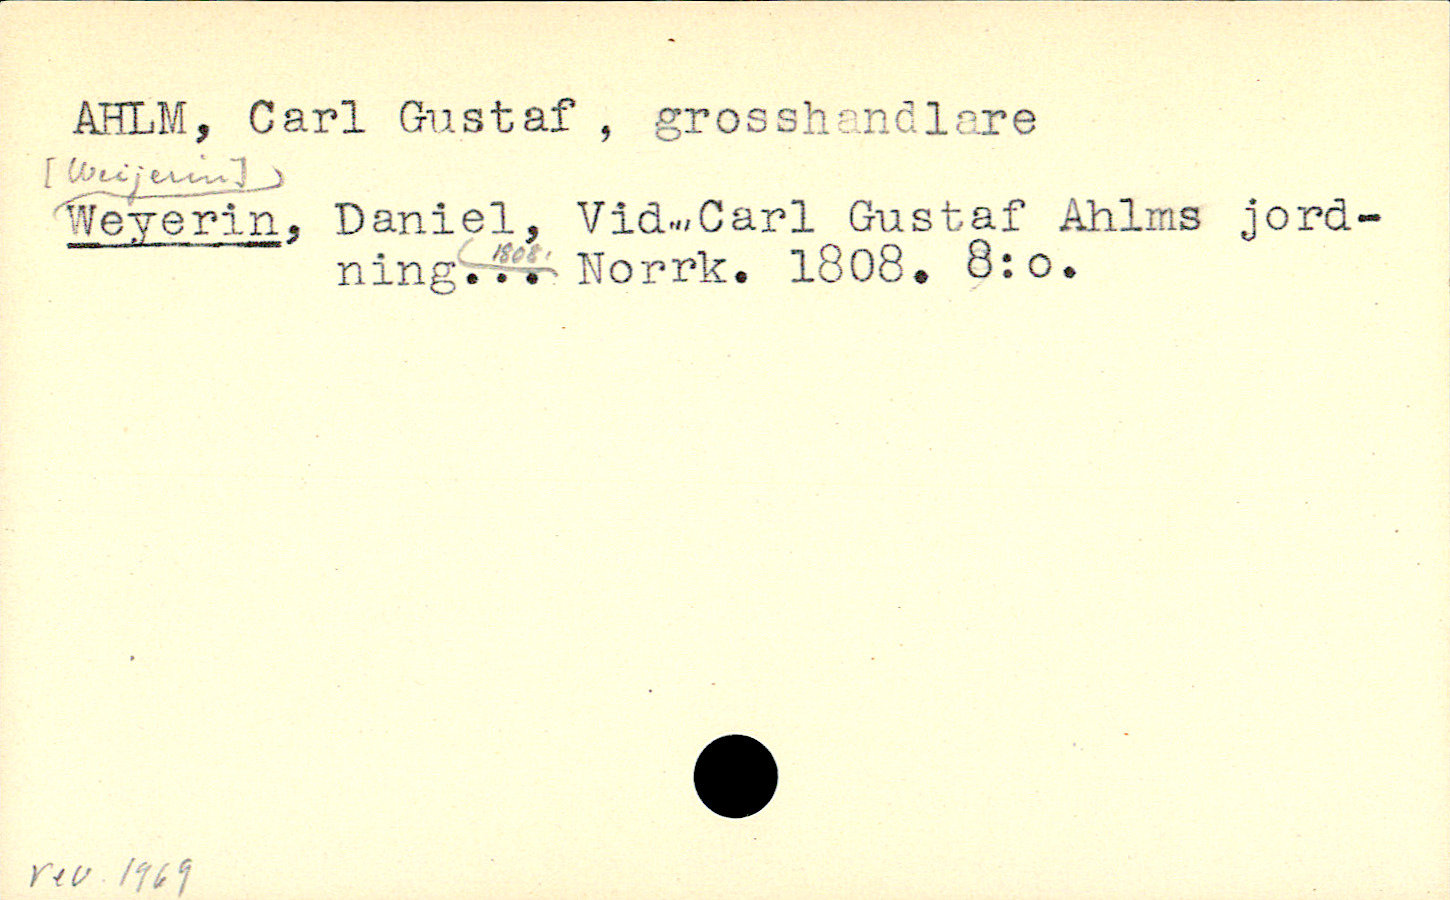 AHLM, Carl Gustaf, grosshandlare
[Weijerin]
Weyerin, Daniel, Vid... Carl Gustaf Ahlms jord-
1808.
ning... Norrk. 1808. 8:o.
rev. 1969